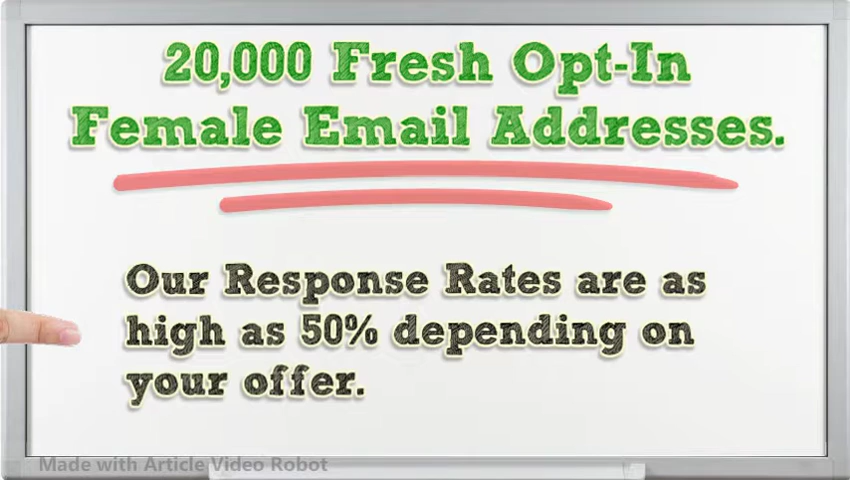 20,000 Fresh Opt-In
Female Email Addresses.
Our Response Rates are as
high as 50% depending on
your offer.
Made with Article Video Robot